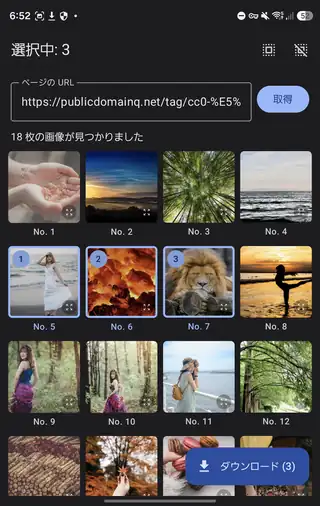 6:52
52
選択中: 3
ページの URL
https://publicdomainq.net/tag/cc0-%E5%
取得
18 枚の画像が見つかりました
No. 1 No. 2 No. 3 No. 4
1 2 3
No. 5 No. 6 No. 7 No. 8
No. 9 No. 10 No. 11 No. 12
ダウンロード (3)